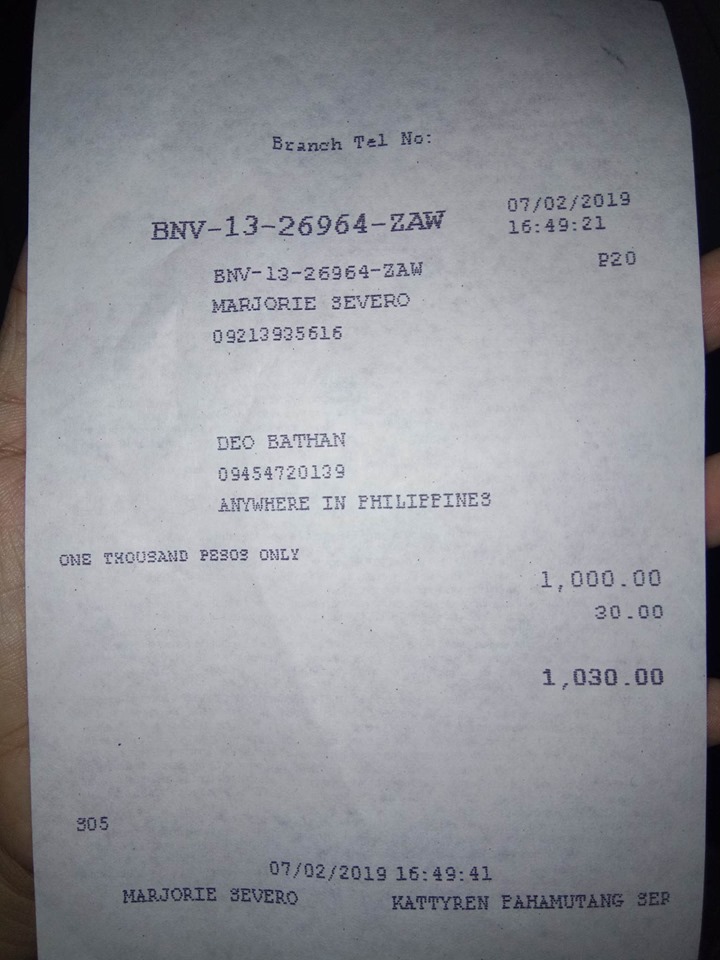 Branch Tel No:
BNV-13-26964-ZAW
07/02/2019
16:49:21
BNV-13-26964-ZAW
P20
MARJORIE SEVERO
09213935616
DEO BATHAN
09454720139
ANYWHERE IN PHILIPPINES
ONE THOUSAND PESOS ONLY
1,000.00
30.00
1,030.00
305
07/02/2019 16:49:41
MARJORIE SEVERO
KATTYREN PAHAMUTANG SER